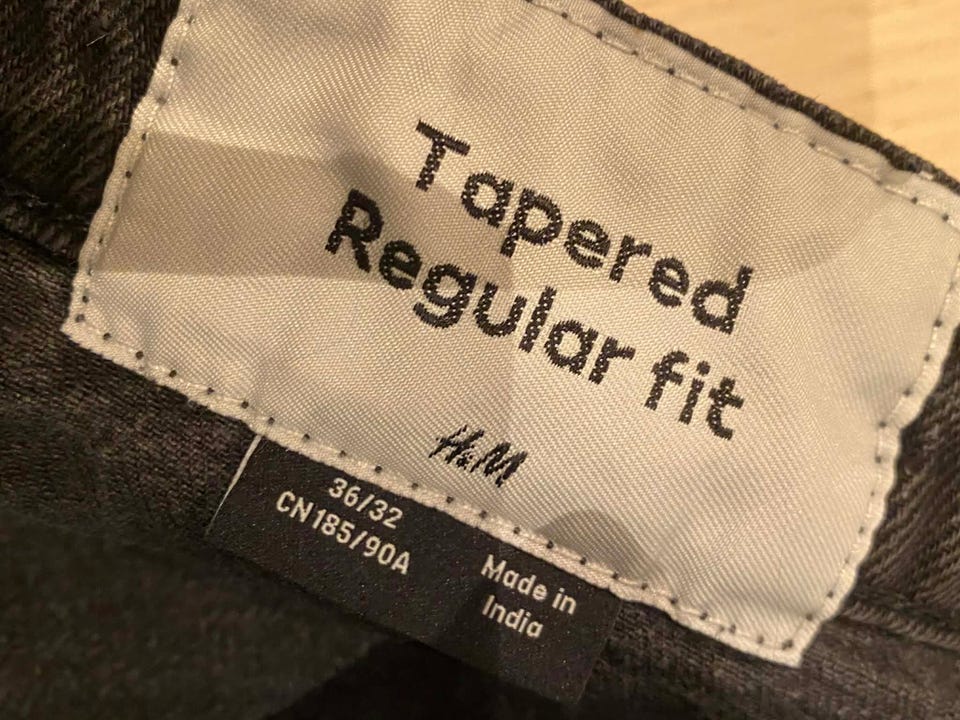 Tapered
Regular fit
H&M
36/32
CN185/90A
Made in
India